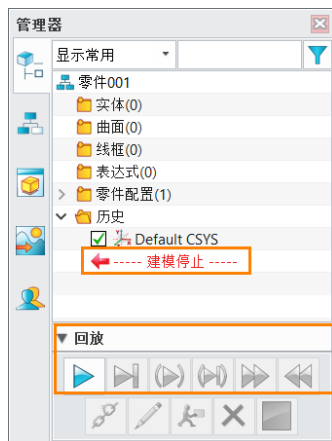 管理器
显示常用
零件001
实体(0)
曲面(0)
线框(0)
表达式(0)
零件配置(1)
历史
Default CSYS
----- 建模停止 -----
回放